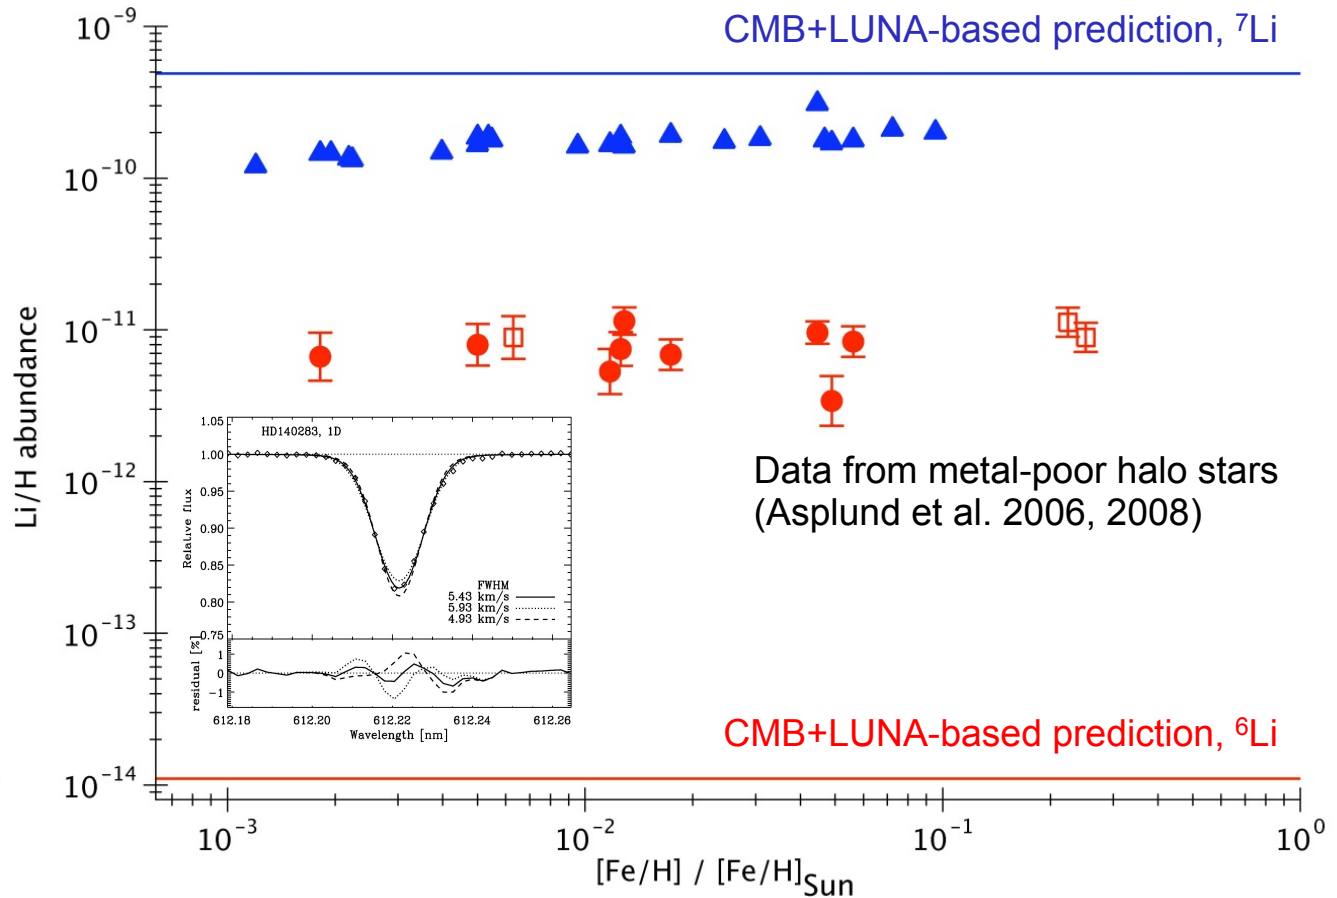 CMB+LUNA-based prediction, ⁷Li
10⁻⁹
10⁻¹⁰
10⁻¹¹
10⁻¹²
10⁻¹³
10⁻¹⁴
Li/H abundance
Data from metal-poor halo stars
(Asplund et al. 2006, 2008)
HD140283, 1D
1.05
1.00
0.95
0.90
0.85
0.80
0.75
Relative flux
FWHM
5.43 km/s
5.93 km/s
4.93 km/s
residual [%]
1
0
-1
612.18 612.20 612.22 612.24 612.26
Wavelength [nm]
CMB+LUNA-based prediction, ⁶Li
10⁻³ 10⁻² 10⁻¹ 10⁰
[Fe/H] / [Fe/H]Sun